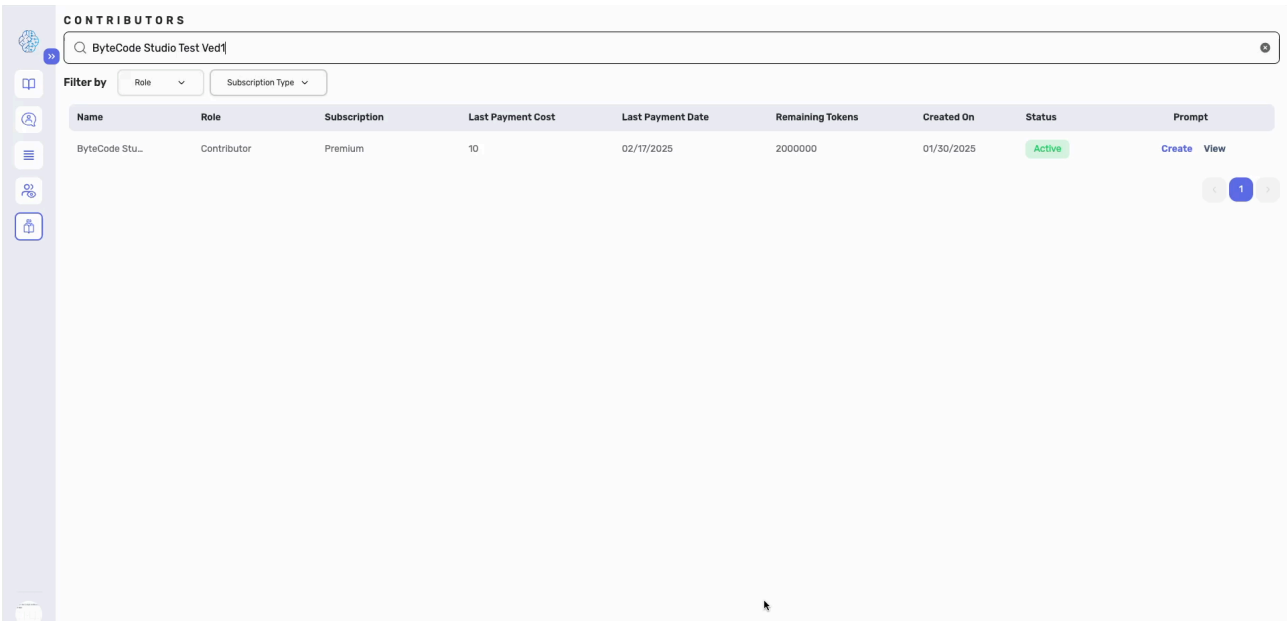 CONTRIBUTORS
ByteCode Studio Test Ved1
Filter by Role Subscription Type
Name Role Subscription Last Payment Cost Last Payment Date Remaining Tokens Created On Status Prompt
ByteCode Stu... Contributor Premium 10 02/17/2025 2000000 01/30/2025 Active Create View
1